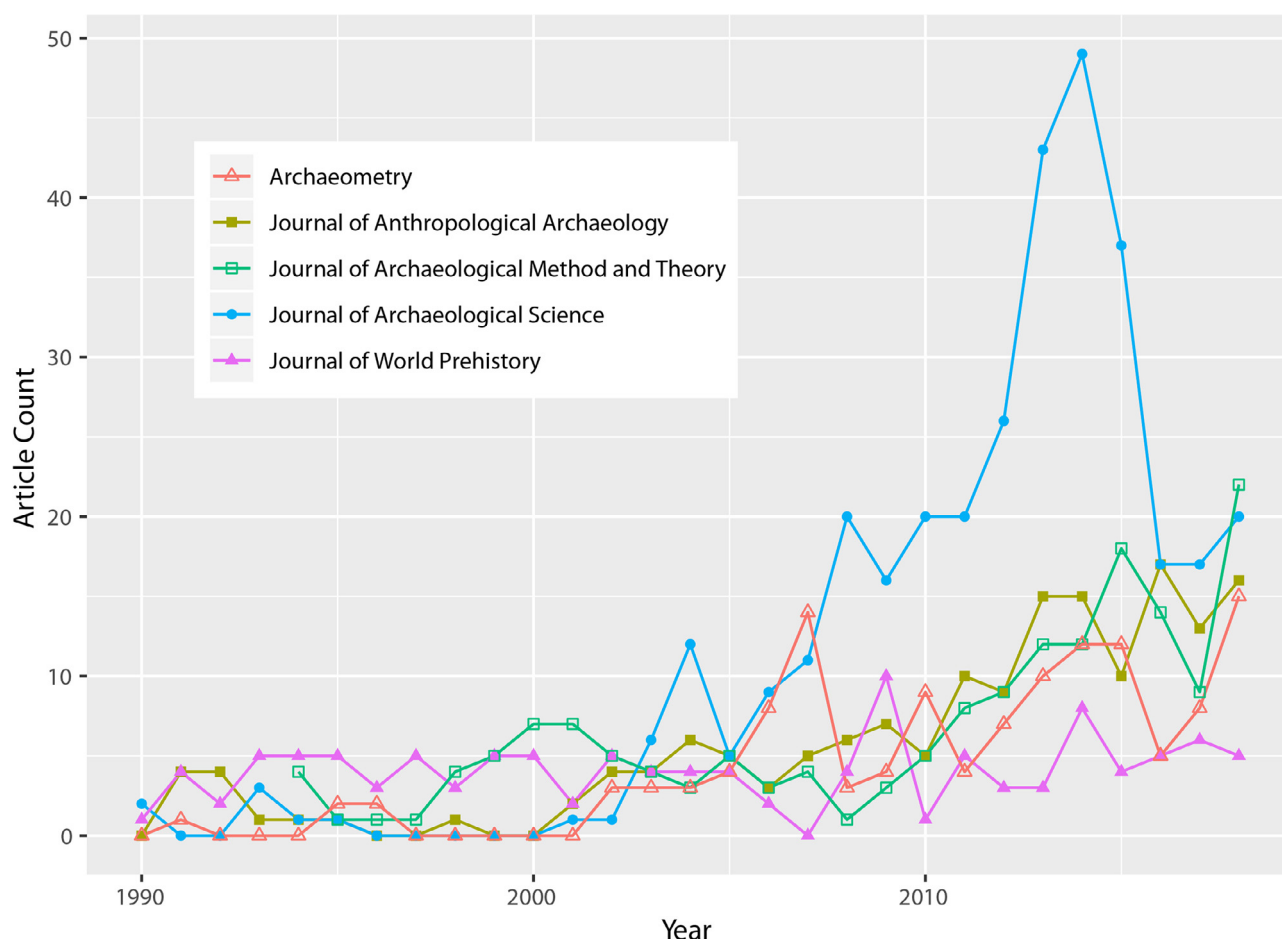 50
40
30
20
10
0
Article Count
Archaeometry
Journal of Anthropological Archaeology
Journal of Archaeological Method and Theory
Journal of Archaeological Science
Journal of World Prehistory
1990
2000
2010
Year